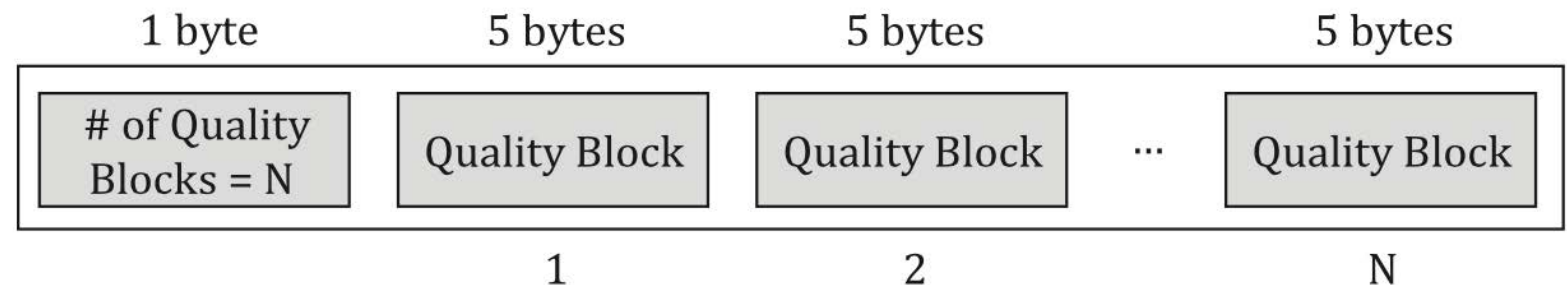 1 byte 5 bytes 5 bytes 5 bytes
# of Quality
Blocks = N
Quality Block Quality Block ... Quality Block
1 2 N